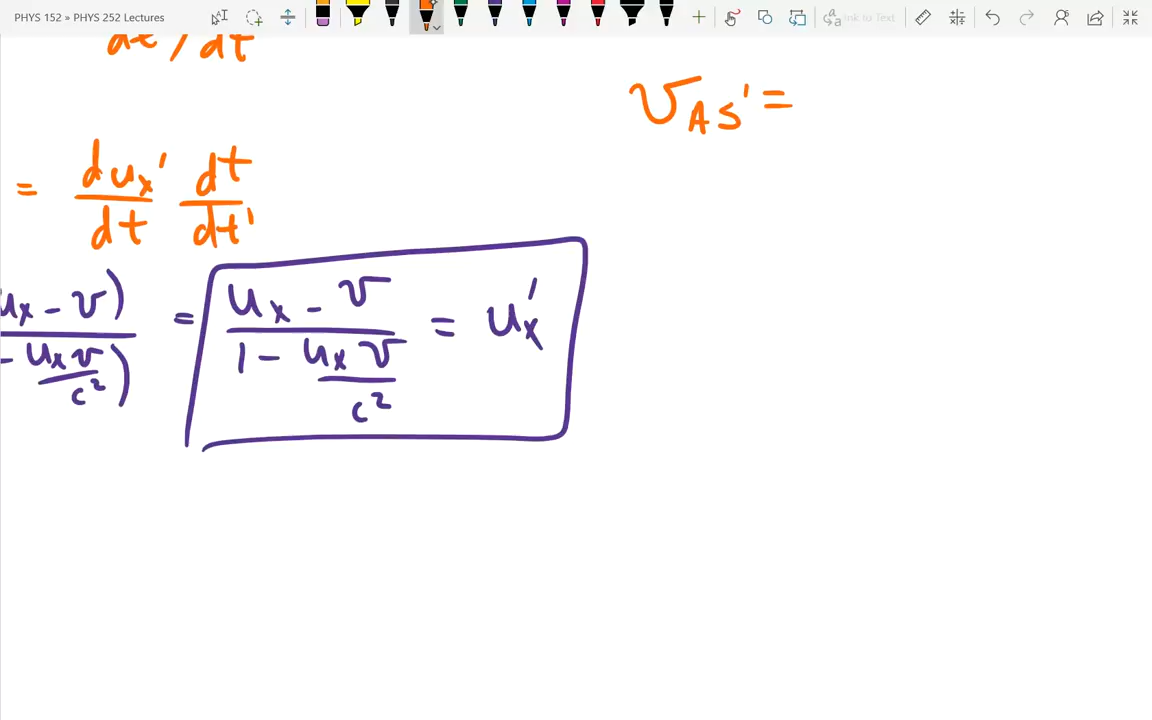 PHYS 152 » PHYS 252 Lectures
Ink to Text
dt / dt
v_AS' =
= du_x'/dt dt/dt'
u_x - v) / - u_x v/c²) = (u_x - v) / (1 - u_x v/c²) = u_x'